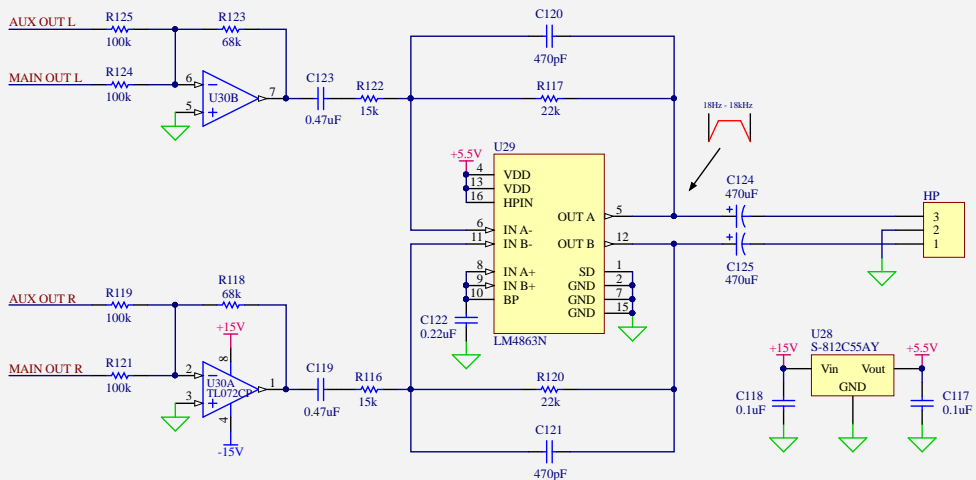 AUX OUT L
R125
100k
R123
68k
MAIN OUT L
R124
100k
6
5
7
U30B
C123
0.47uF
R122
15k
C120
470pF
R117
22k
18Hz - 18kHz
U29
+5.5V
4
13
16
VDD
VDD
HPIN
6
11
IN A-
IN B-
8
9
10
IN A+
IN B+
BP
OUT A
5
OUT B
12
SD
1
GND
2
GND
7
GND
15
LM4863N
C122
0.22uF
C124
470uF
+
+
C125
470uF
HP
3
2
1
AUX OUT R
R119
100k
R118
68k
+15V
8
MAIN OUT R
R121
100k
2
3
1
U30A
TL072CP
4
-15V
C119
0.47uF
R116
15k
R120
22k
C121
470pF
U28
S-812C55AY
+15V
Vin
Vout
GND
+5.5V
C118
0.1uF
C117
0.1uF